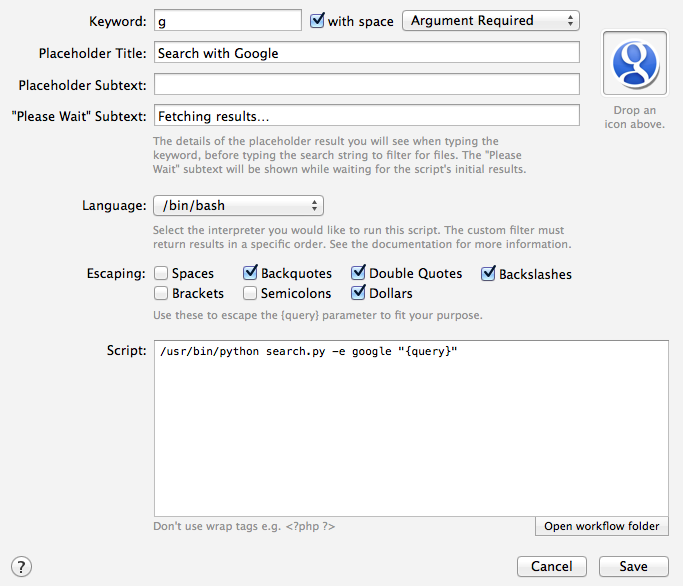 Keyword: g with space Argument Required
Placeholder Title: Search with Google
Placeholder Subtext:
"Please Wait" Subtext: Fetching results...
Drop an
icon above.
The details of the placeholder result you will see when typing the
keyword, before typing the search string to filter for files. The "Please
Wait" subtext will be shown while waiting for the script's initial results.
Language: /bin/bash
Select the interpreter you would like to run this script. The custom filter must
return results in a specific order. See the documentation for more information.
Escaping: Spaces Backquotes Double Quotes Backslashes
Brackets Semicolons Dollars
Use these to escape the {query} parameter to fit your purpose.
Script: /usr/bin/python search.py -e google "{query}"
Don't use wrap tags e.g. <?php ?> Open workflow folder
? Cancel Save